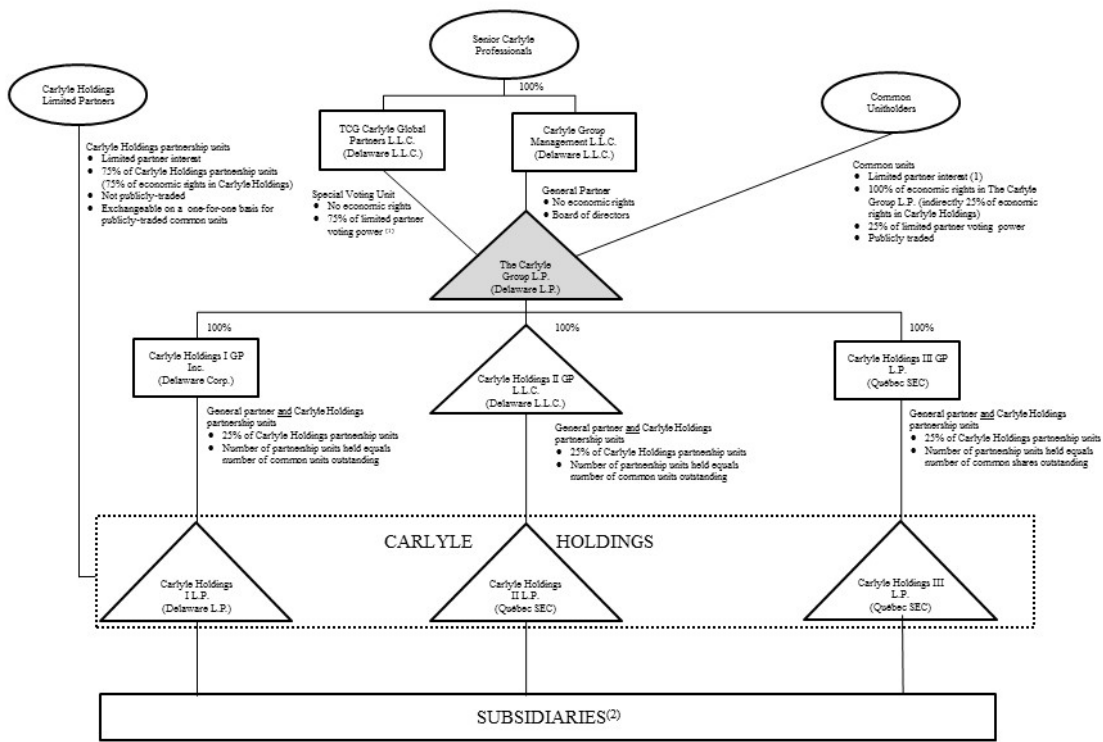 Senior Carlyle
Professionals
Carlyle Holdings
Limited Partners
100%
Common
Unitholders
TCG Carlyle Global
Partners L.L.C.
(Delaware L.L.C.)
Carlyle Group
Management L.L.C.
(Delaware L.L.C.)
Carlyle Holdings partnership units
● Limited partner interest
● 75% of Carlyle Holdings partnership units
(75% of economic rights in Carlyle Holdings)
● Not publicly-traded
● Exchangeable on a one-for-one basis for
publicly-traded common units
Special Voting Unit
● No economic rights
● 75% of limited partner
voting power (1)
General Partner
● No economic rights
● Board of directors
Common units
● Limited partner interest (1)
● 100% of economic rights in The Carlyle
Group L.P. (indirectly 25% of economic
rights in Carlyle Holdings)
● 25% of limited partner voting power
● Publicly traded
The Carlyle
Group L.P.
(Delaware L.P.)
100%
100%
100%
Carlyle Holdings I GP
Inc.
(Delaware Corp.)
Carlyle Holdings II GP
L.L.C.
(Delaware L.L.C.)
Carlyle Holdings III GP
L.P.
(Québec SEC)
General partner and Carlyle Holdings
partnership units
● 25% of Carlyle Holdings partnership units
● Number of partnership units held equals
number of common units outstanding
General partner and Carlyle Holdings
partnership units
● 25% of Carlyle Holdings partnership units
● Number of partnership units held equals
number of common units outstanding
General partner and Carlyle Holdings
partnership units
● 25% of Carlyle Holdings partnership units
● Number of partnership units held equals
number of common shares outstanding
CARLYLE HOLDINGS
Carlyle Holdings
I L.P.
(Delaware L.P.)
Carlyle Holdings
II L.P.
(Québec SEC)
Carlyle Holdings III
L.P.
(Québec SEC)
SUBSIDIARIES(2)